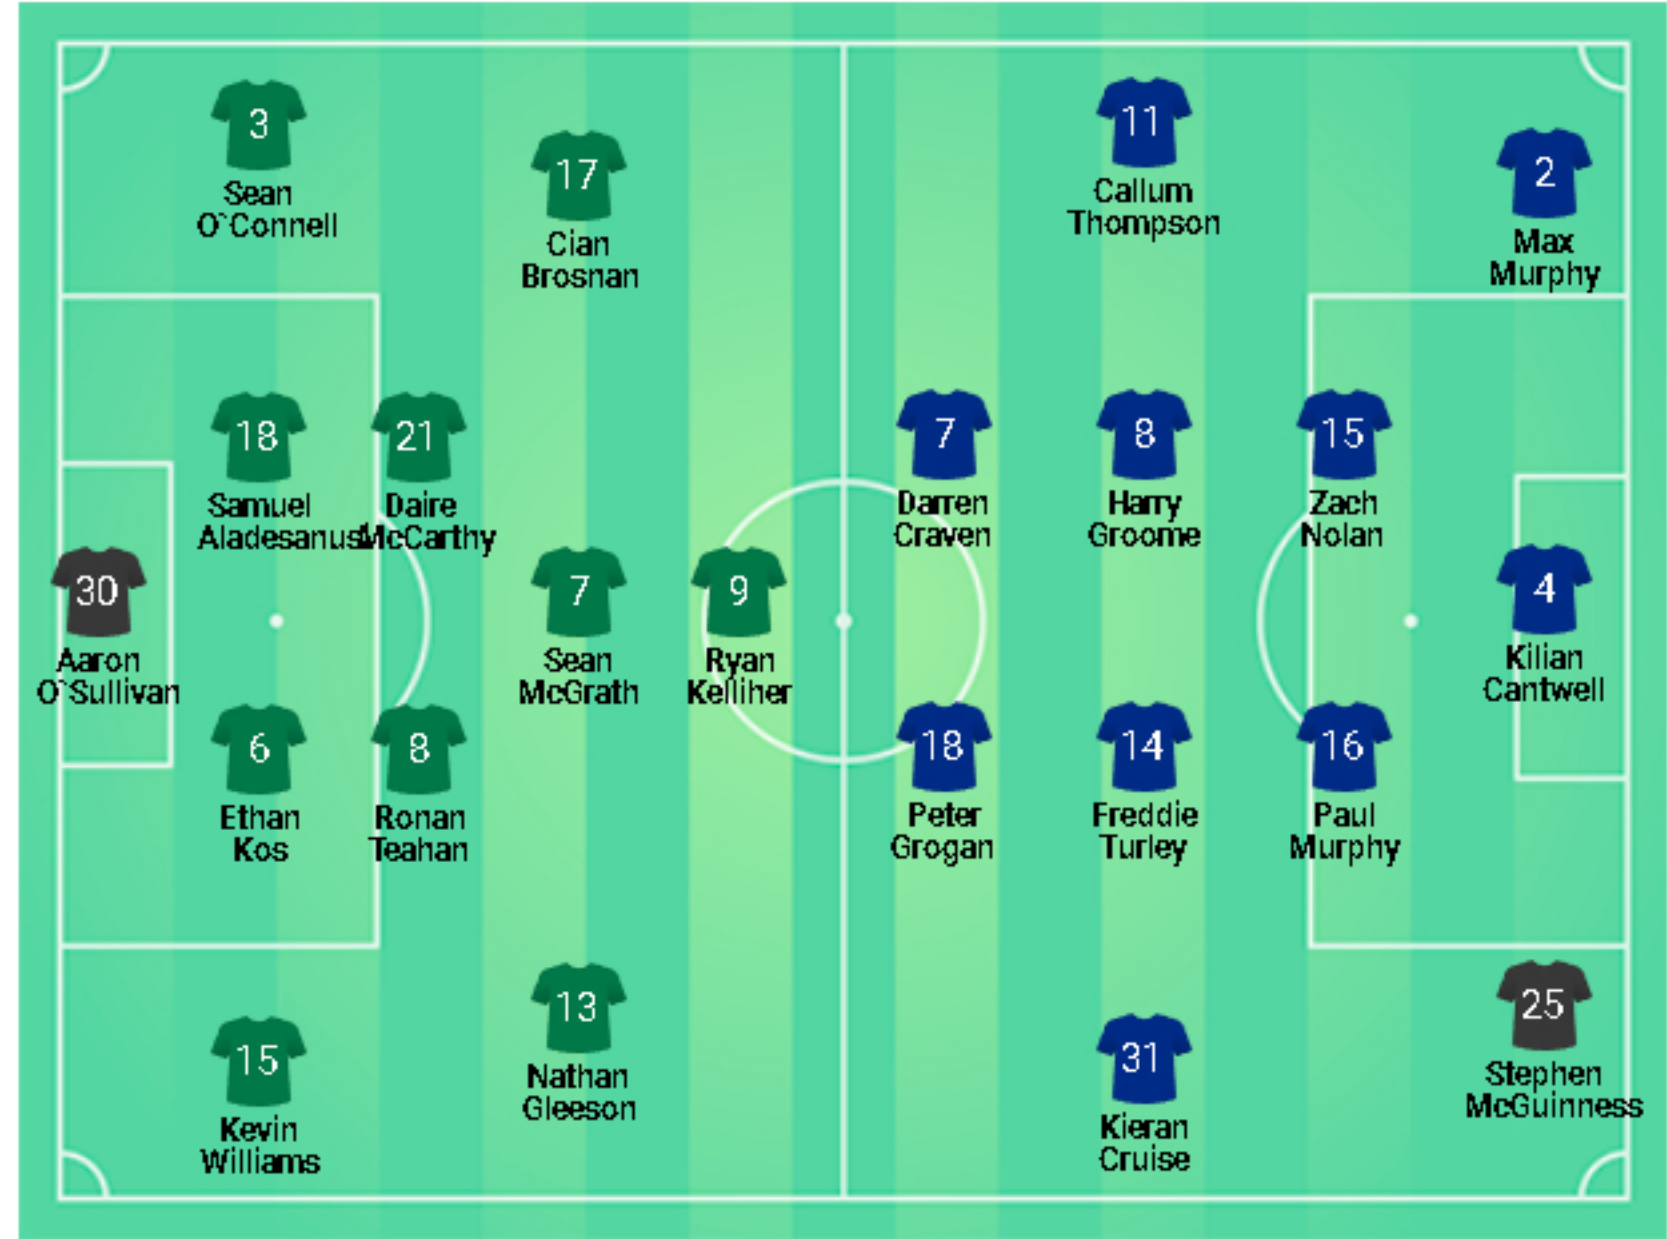 3
Sean
O`Connell
17
Cian
Brosnan
11
Callum
Thompson
2
Max
Murphy
18
Samuel
Aladesanusi
21
Daire
McCarthy
7
Darren
Craven
8
Harry
Groome
15
Zach
Nolan
30
Aaron
O`Sullivan
7
Sean
McGrath
9
Ryan
Kelliher
4
Kilian
Cantwell
6
Ethan
Kos
8
Ronan
Teahan
18
Peter
Grogan
14
Freddie
Turley
16
Paul
Murphy
15
Kevin
Williams
13
Nathan
Gleeson
31
Kieran
Cruise
25
Stephen
McGuinness